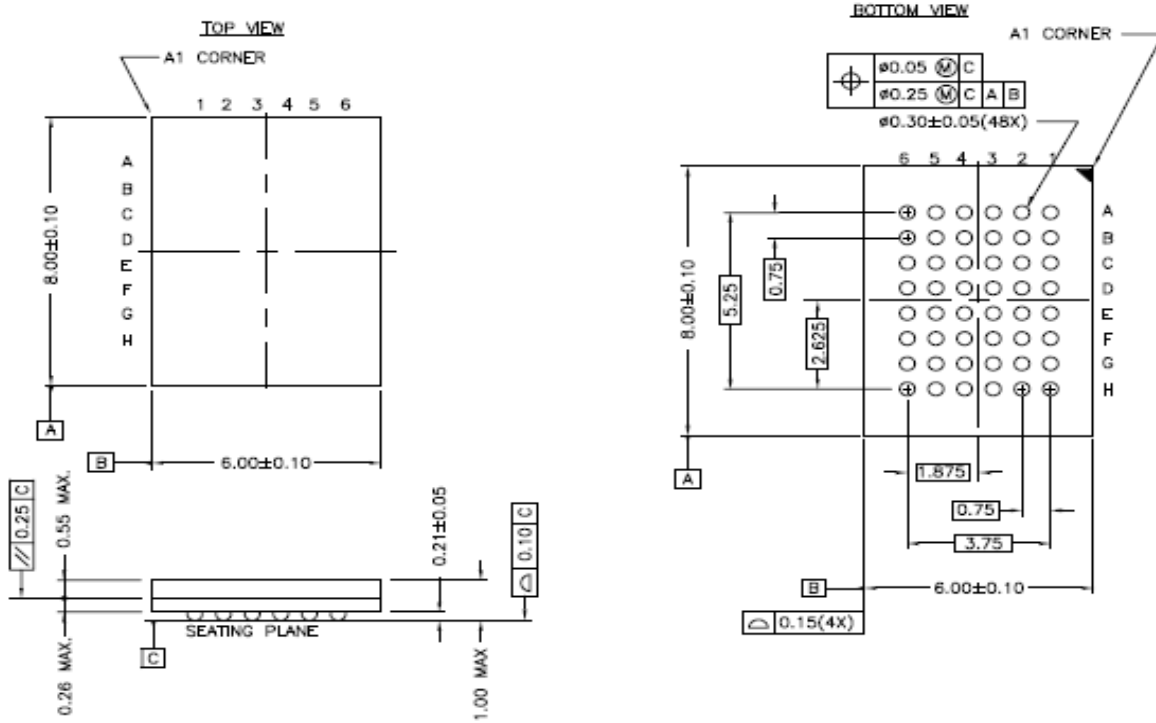 TOP VIEW
A1 CORNER
1 2 3 4 5 6
A
B
C
D
E
F
G
H
8.00±0.10
A
B
6.00±0.10
// 0.25 C
0.55 MAX.
0.21±0.05
⌓ 0.10 C
SEATING PLANE
C
0.26 MAX.
1.00 MAX
BOTTOM VIEW
A1 CORNER
⌖ ø0.05 Ⓜ C
ø0.25 Ⓜ C A B
ø0.30±0.05(48X)
6 5 4 3 2 1
A
B
C
D
E
F
G
H
8.00±0.10
5.25
0.75
2.625
A
1.875
0.75
3.75
B
6.00±0.10
⌓ 0.15(4X)